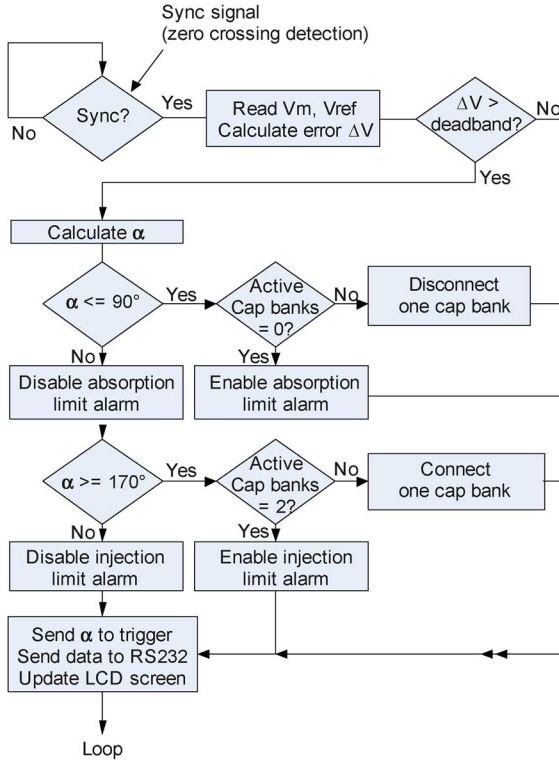 Sync signal
(zero crossing detection)
Sync?
Yes
No
Read Vm, Vref
Calculate error ΔV
ΔV >
deadband?
No
Yes
Calculate α
α <= 90°
Yes
No
Active
Cap banks
= 0?
No
Yes
Disconnect
one cap bank
Disable absorption
limit alarm
Enable absorption
limit alarm
α >= 170°
Yes
No
Active
Cap banks
= 2?
No
Yes
Connect
one cap bank
Disable injection
limit alarm
Enable injection
limit alarm
Send α to trigger
Send data to RS232
Update LCD screen
Loop